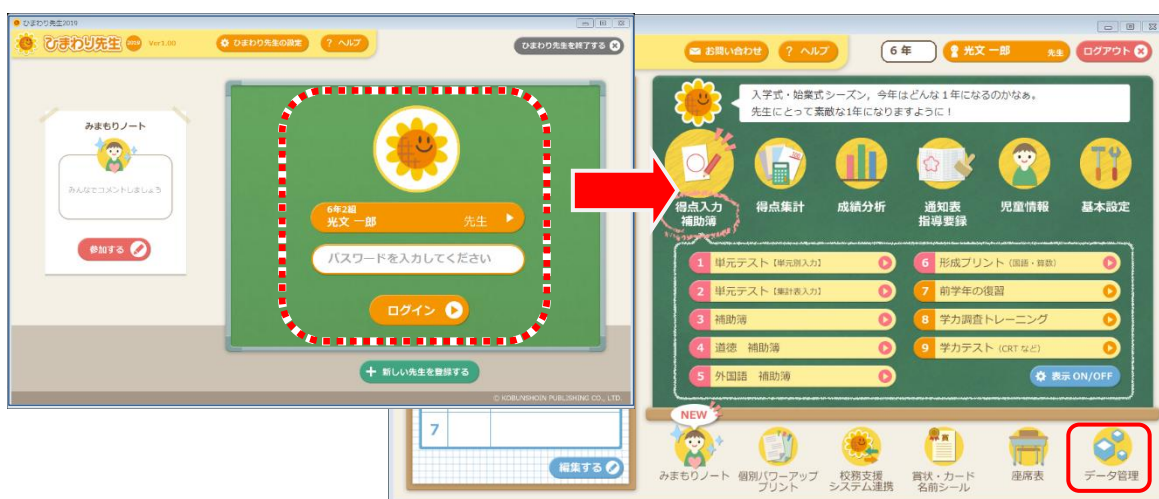 ひまわり先生2019
ひまわり先生 2019 Ver1.00
ひまわり先生の設定
? ヘルプ
ひまわり先生を終了する
みまもりノート
みんなでコメントしましょう
参加する
6年2組
光文 一郎 先生
パスワードを入力してください
ログイン
+ 新しい先生を登録する
© KOBUNSHOIN PUBLISHING CO., LTD.
お問い合わせ
? ヘルプ
6 年
光文 一郎 先生
ログアウト
入学式・始業式シーズン，今年はどんな１年になるのかなぁ。
先生にとって素敵な1年になりますように！
得点入力
補助簿
得点集計
成績分析
通知表
指導要録
児童情報
基本設定
1 単元テスト【単元別入力】
2 単元テスト【集計表入力】
3 補助簿
4 道徳 補助簿
5 外国語 補助簿
6 形成プリント（国語・算数）
7 前学年の復習
8 学力調査トレーニング
9 学力テスト（CRT など）
表示 ON/OFF
7
編集する
NEW
みまもりノート
個別パワーアップ
プリント
校務支援
システム連携
賞状・カード
名前シール
座席表
データ管理